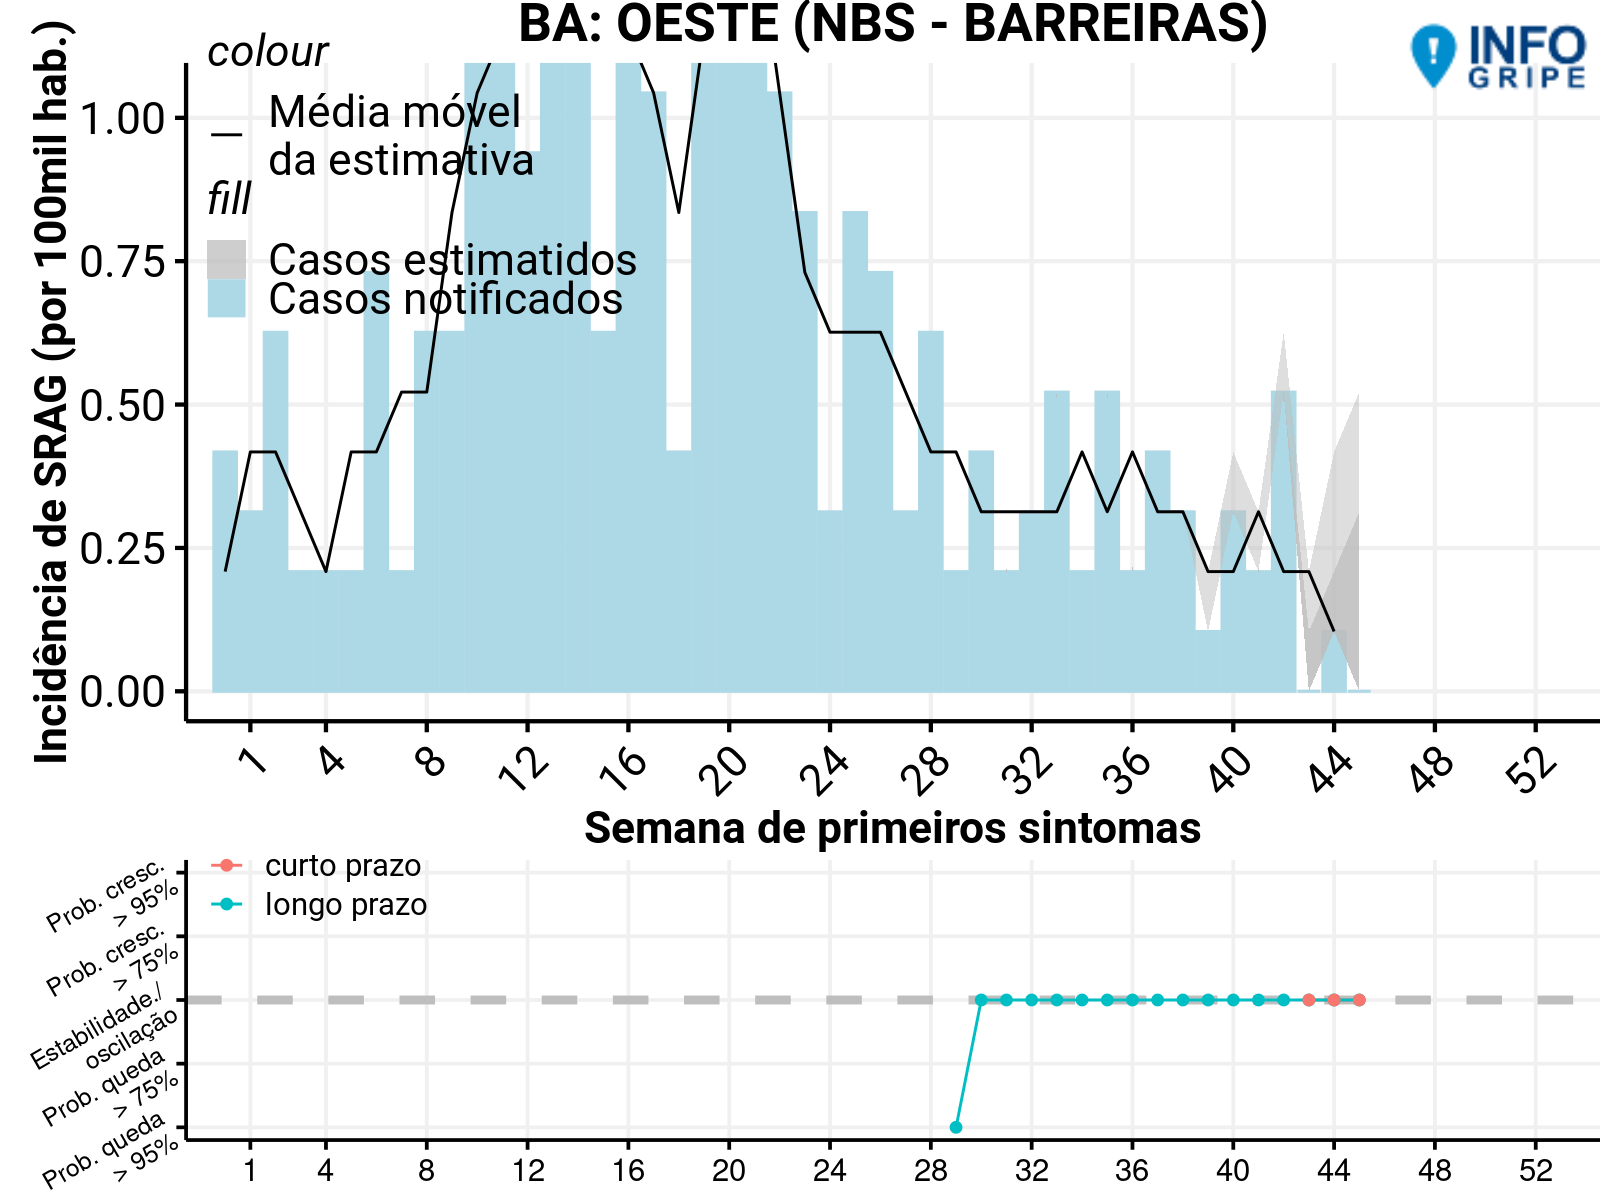 BA: OESTE (NBS - BARREIRAS)
INFO
GRIPE
Incidência de SRAG (por 100mil hab.)
colour
Média móvel
da estimativa
fill
Casos estimatidos
Casos notificados
1.00
0.75
0.50
0.25
0.00
1 4 8 12 16 20 24 28 32 36 40 44 48 52
Semana de primeiros sintomas
curto prazo
longo prazo
Prob. cresc.
> 95%
Prob. cresc.
> 75%
Estabilidade./
oscilação
Prob. queda
> 75%
Prob. queda
> 95%
1 4 8 12 16 20 24 28 32 36 40 44 48 52